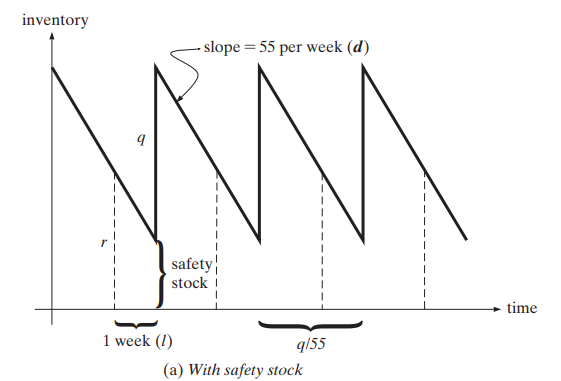 inventory
slope = 55 per week (d)
q
r
safety
stock
time
1 week (l)
q/55
(a) With safety stock